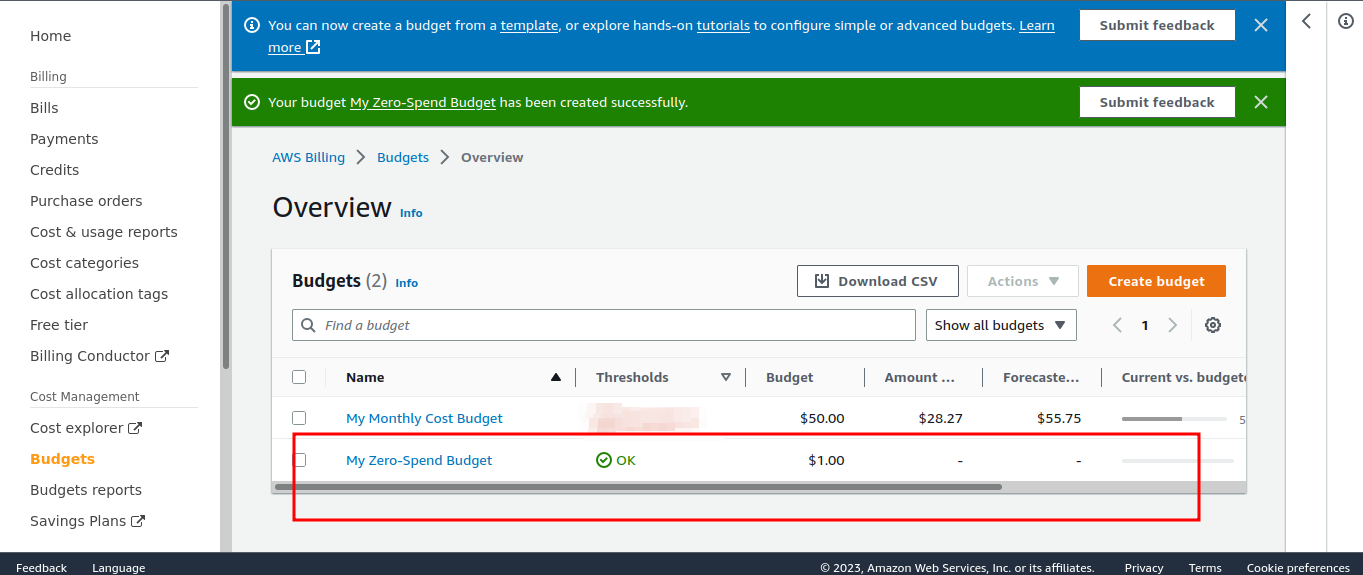 Home
Billing
Bills
Payments
Credits
Purchase orders
Cost & usage reports
Cost categories
Cost allocation tags
Free tier
Billing Conductor
Cost Management
Cost explorer
Budgets
Budgets reports
Savings Plans
You can now create a budget from a template, or explore hands-on tutorials to configure simple or advanced budgets. Learn
more
Submit feedback
Your budget My Zero-Spend Budget has been created successfully.
Submit feedback
AWS Billing Budgets Overview
Overview Info
Budgets (2) Info
Download CSV Actions Create budget
Find a budget Show all budgets 1
Name Thresholds Budget Amount ... Forecaste... Current vs. budgete
My Monthly Cost Budget $50.00 $28.27 $55.75 5
My Zero-Spend Budget OK $1.00 - -
Feedback Language © 2023, Amazon Web Services, Inc. or its affiliates. Privacy Terms Cookie preferences